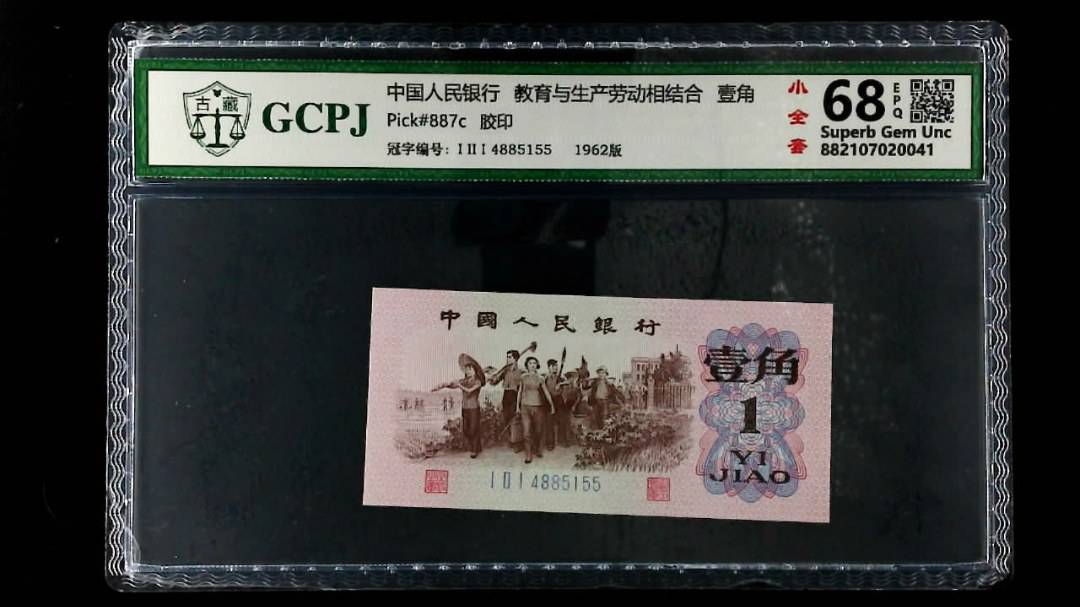 古 藏
GCPJ
中国人民银行 教育与生产劳动相结合 壹角
Pick#887c 胶印
冠字编号: I II I 4885155 1962版
小全套
68 EPQ
Superb Gem Unc
882107020041
中國人民銀行
壹角
1
YI
JIAO
I II I 4885155